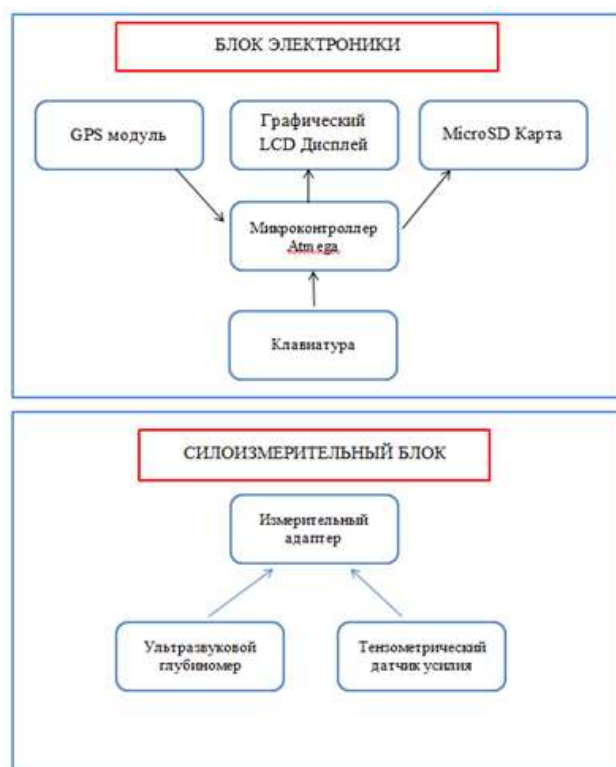 БЛОК ЭЛЕКТРОНИКИ
GPS модуль
Графический
LCD Дисплей
MicroSD Карта
Микроконтроллер
Atmega
Клавиатура
СИЛОИЗМЕРИТЕЛЬНЫЙ БЛОК
Измерительный
адаптер
Ультразвуковой
глубиномер
Тензометрический
датчик усилия